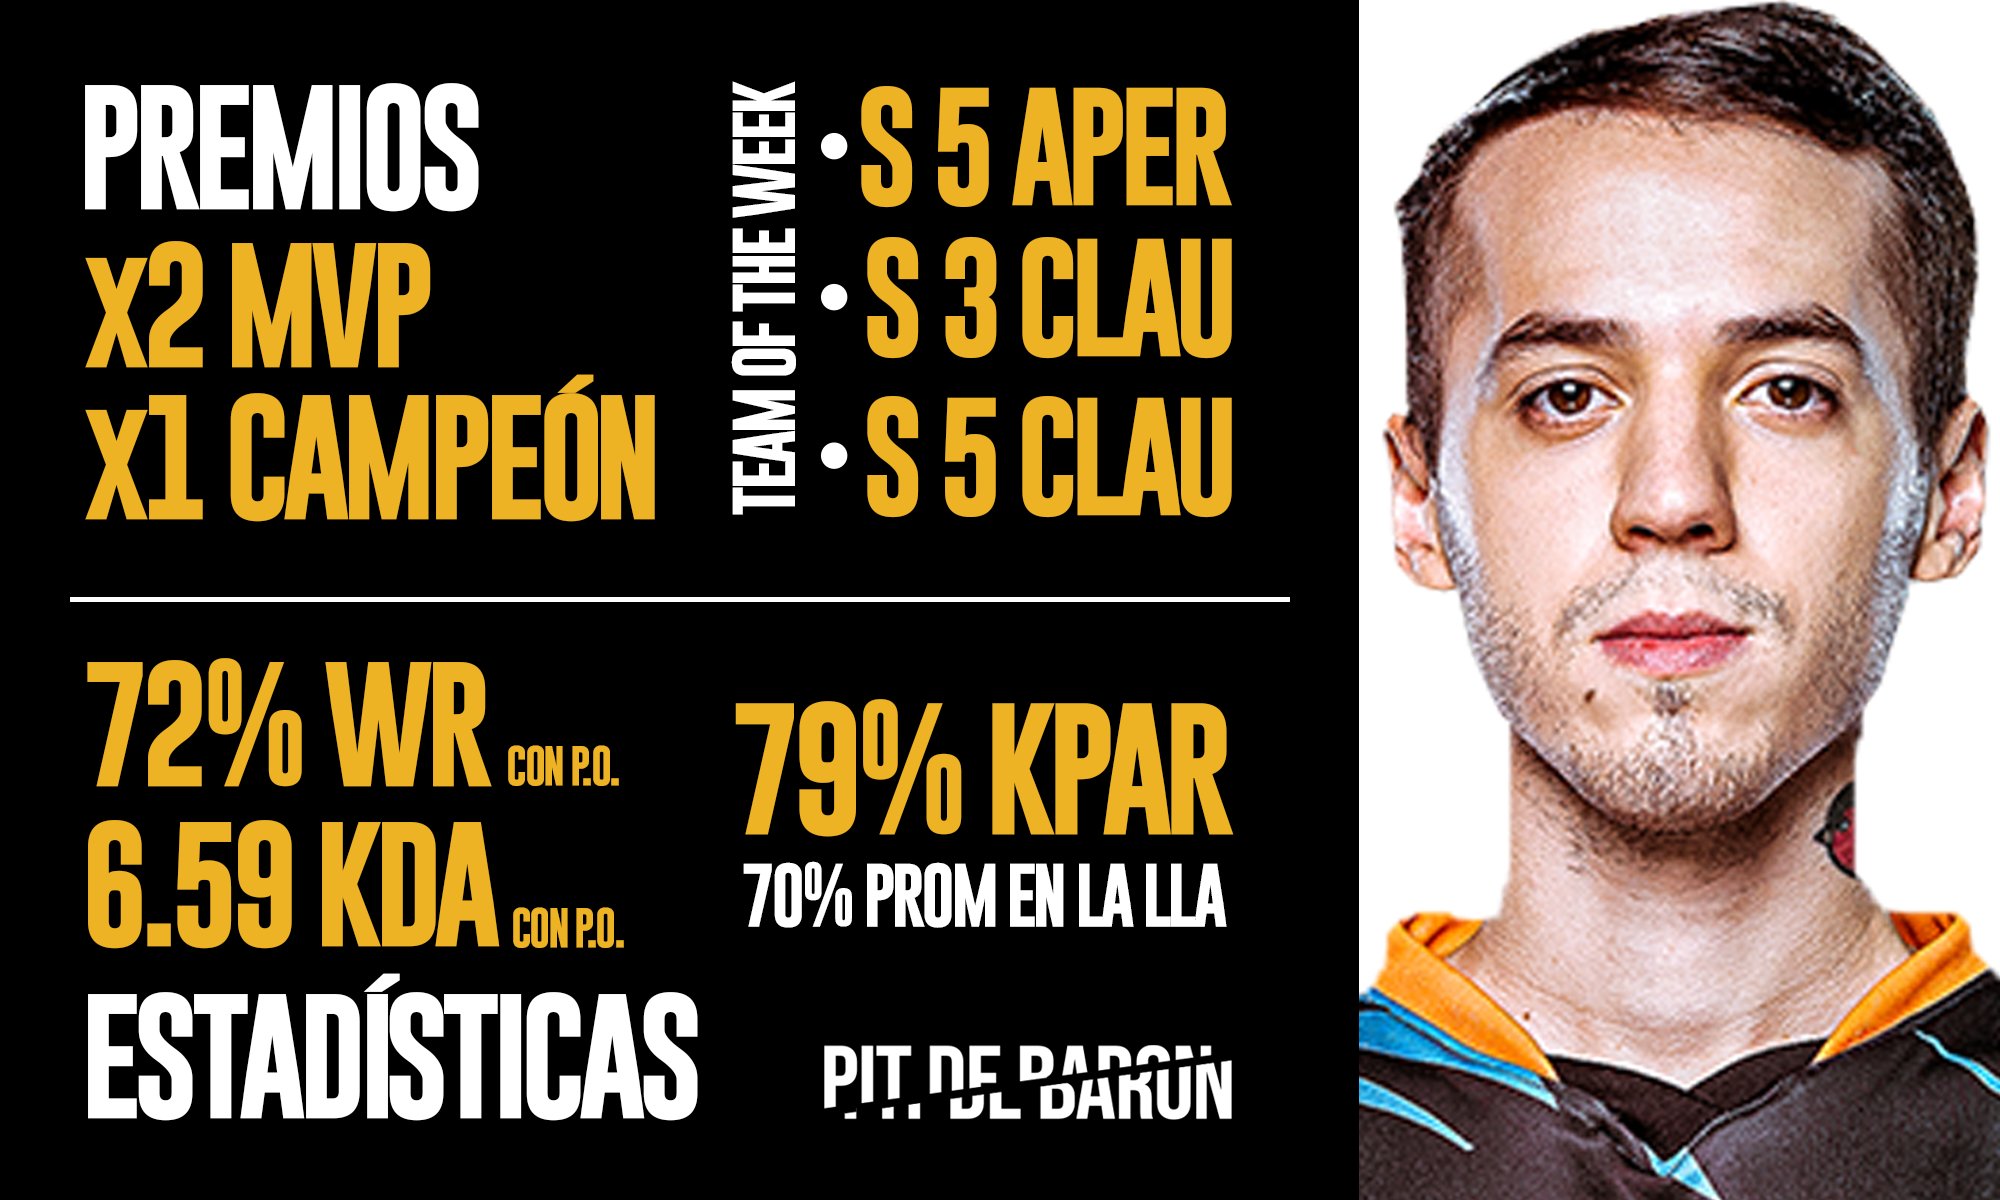 PREMIOS
X2 MVP
X1 CAMPEÓN
TEAM OF THE WEEK
• S 5 APER
• S 3 CLAU
• S 5 CLAU
72% WR CON P.O.
6.59 KDA CON P.O.
ESTADÍSTICAS
79% KPAR
70% PROM EN LA LLA
PIT DE BARON